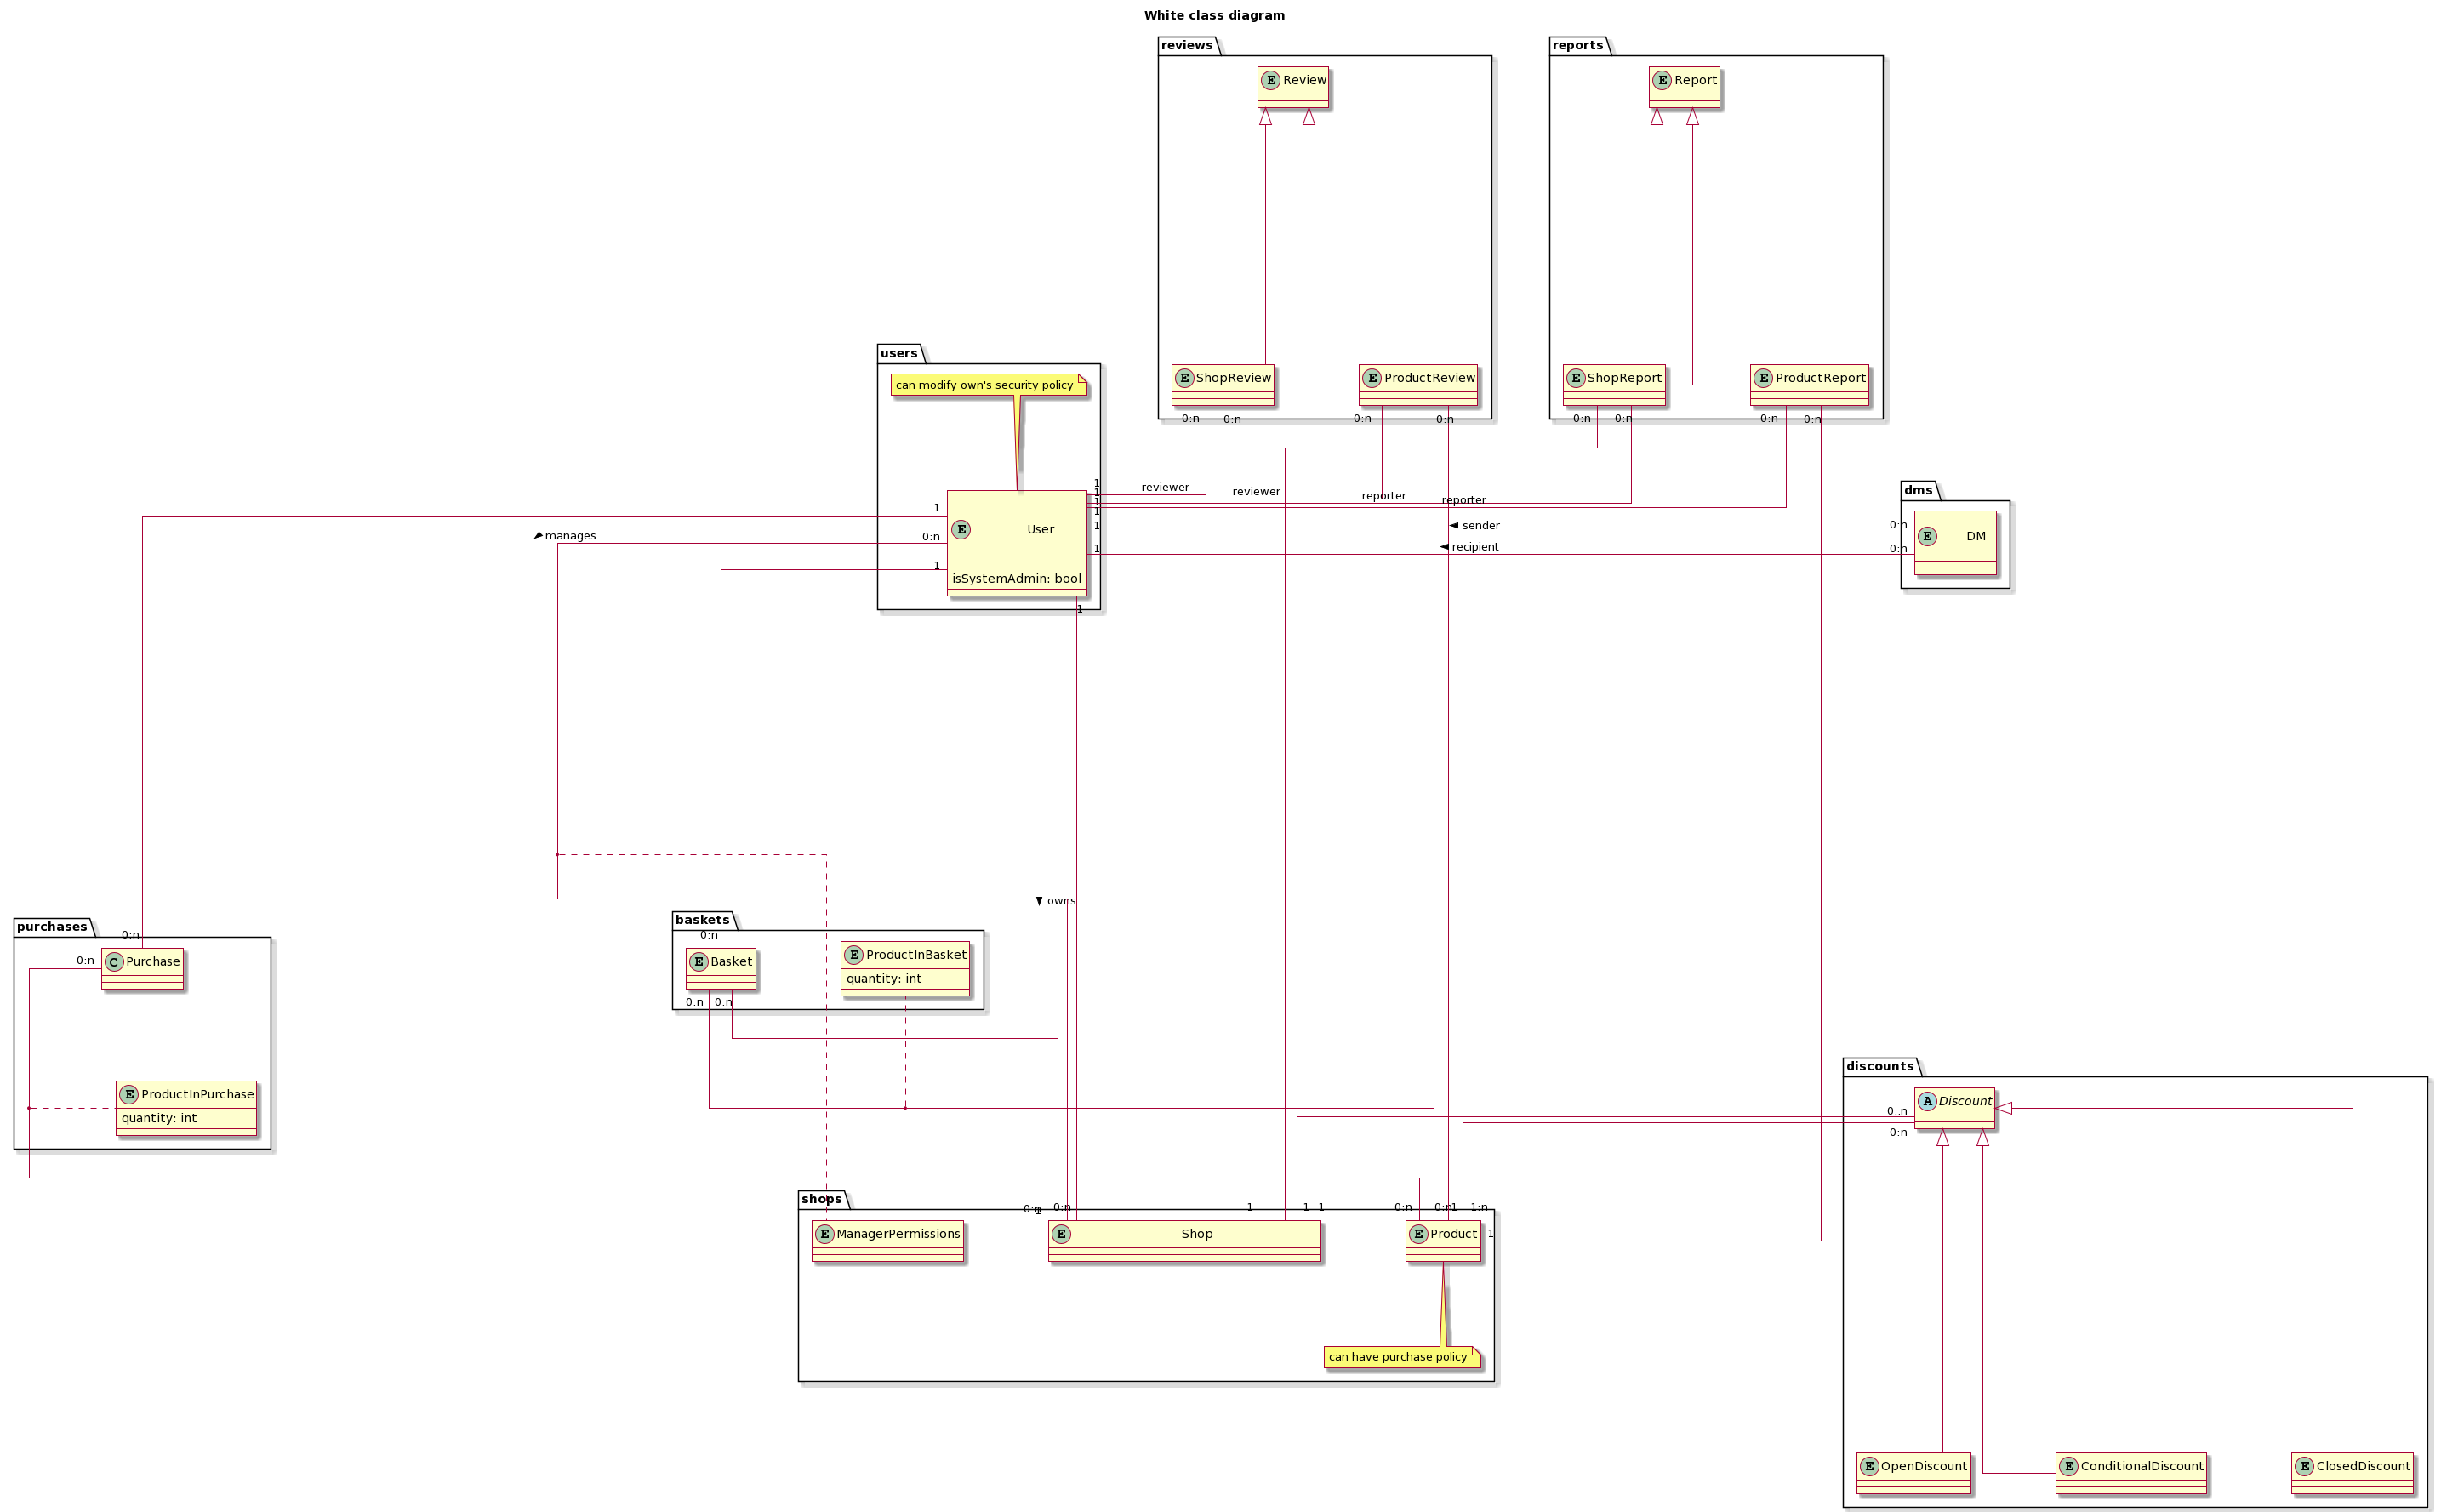 White class diagram
reviews
reports
E Review
E Report
users
can modify own's security policy
E ShopReview
E ProductReview
E ShopReport
E ProductReport
0:n
0:n
0:n
0:n
0:n
0:n
0:n
0:n
1
1
1
1
reviewer
reviewer
reporter
reporter
dms
E User
isSystemAdmin: bool
1
0:n
1
manages
1
sender
0:n
1
recipient
0:n
E DM
1
owns
purchases
baskets
0:n
0:n
0:n
C Purchase
E Basket
E ProductInBasket
quantity: int
0:n
0:n
E ProductInPurchase
quantity: int
discounts
A Discount
0..n
0:n
shops
0:n
1
0:n
1
1
1
0:n
0:n
1
1:n
E ManagerPermissions
E Shop
E Product
1
can have purchase policy
E OpenDiscount
E ConditionalDiscount
E ClosedDiscount